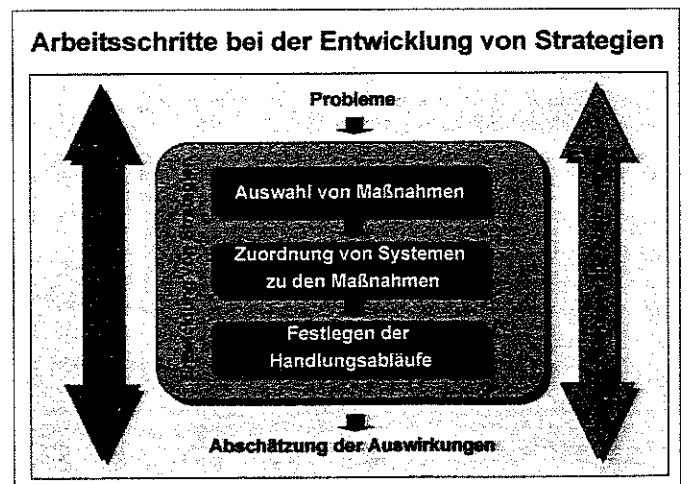 Arbeitsschritte bei der Entwicklung von Strategien
Probleme
Auswahl von Maßnahmen
Zuordnung von Systemen
zu den Maßnahmen
Festlegen der
Handlungsabläufe
Abschätzung der Auswirkungen